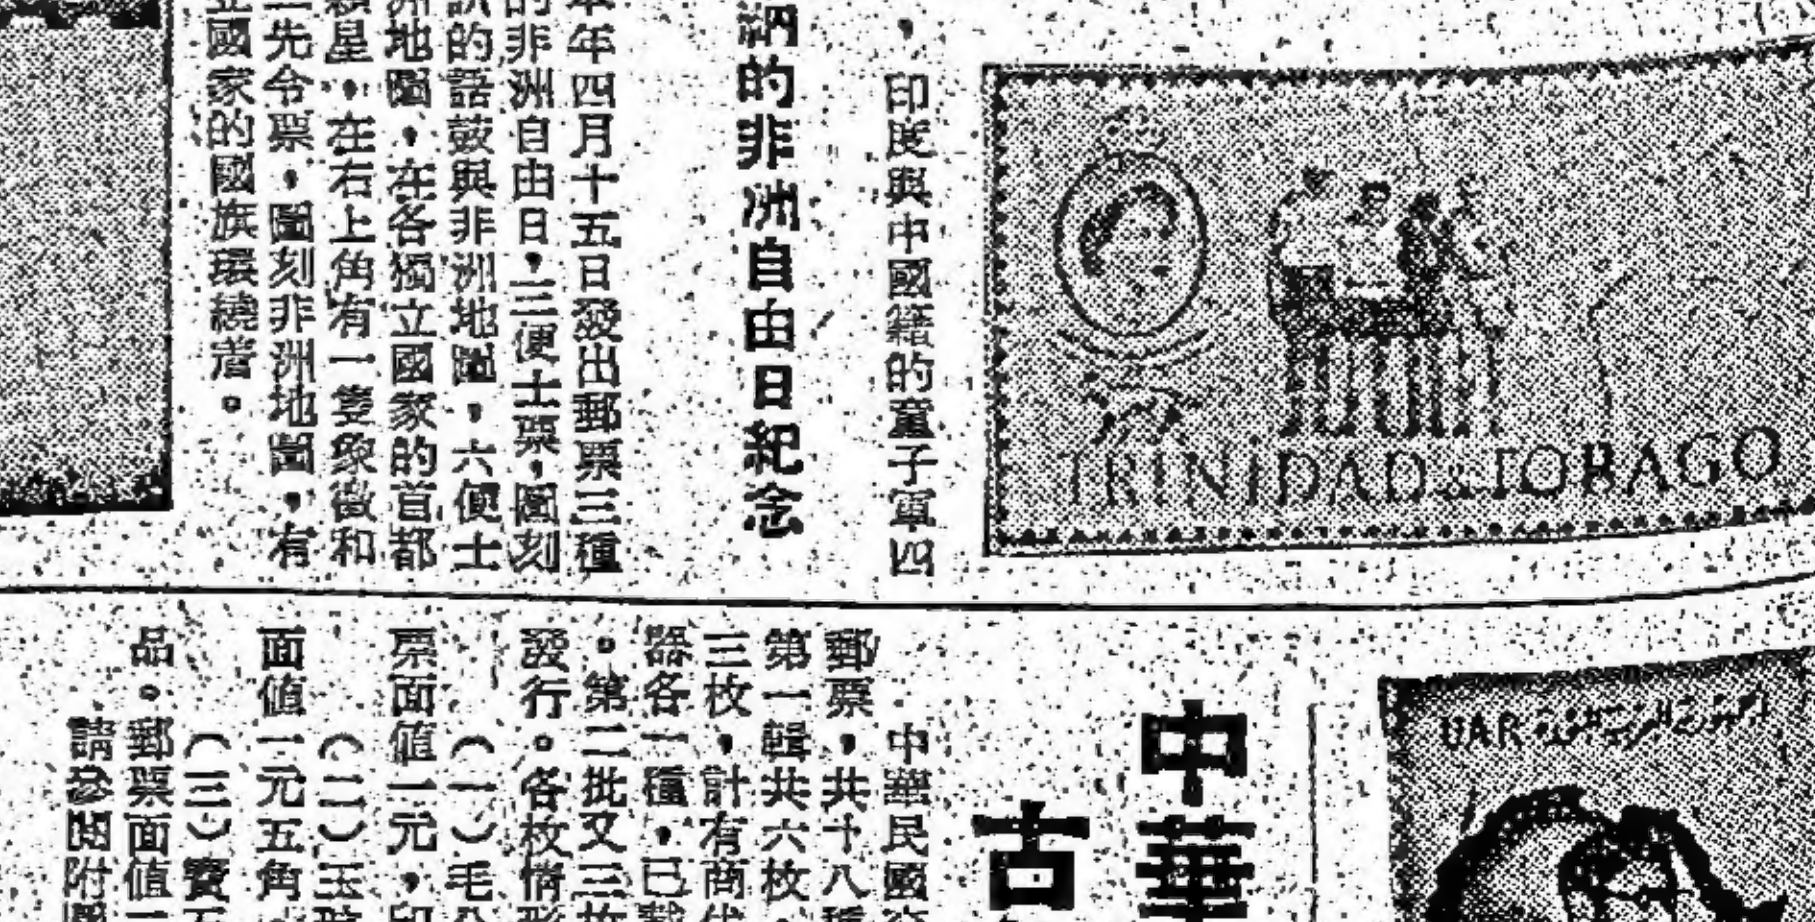 TRINIDAD & TOBAGO
，印度與中國籍的童子軍四
的非洲自由日紀念
本年四月十五日發出郵票三種
的非洲自由日，三便士票，圖刻
的語鼓與非洲地圖，六便士
洲地圖，在各獨立國家的首都
星，在右上角有一隻象徵和
二先令票，圖刻非洲地圖，有
立國家的國旗環繞着。
UAR
中華
古
中華民國
郵票，共十八種
第一輯共六枚，
三枚，計有商
器各一種，已
。第二批又三枚
發行。各枚情形
（一）毛公
票面值一元，印
（二）玉
面值一元五角
（三）寶
品。郵票面值
請參閱附圖